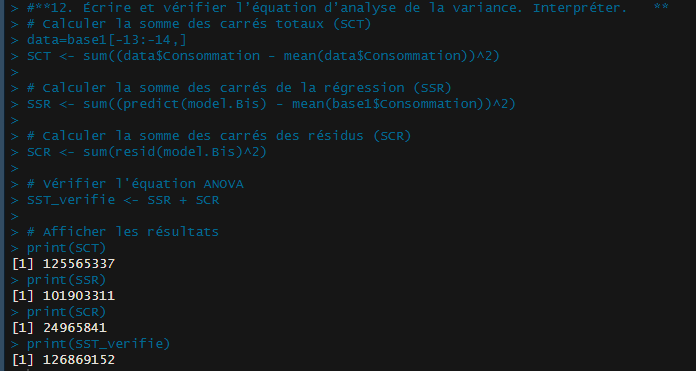 > #**12. Écrire et vérifier l'équation d'analyse de la variance. Interpréter.   **
> # Calculer la somme des carrés totaux (SCT)
> data=base1[-13:-14,]
> SCT <- sum((data$Consommation - mean(data$Consommation))^2)
>
> # Calculer la somme des carrés de la régression (SSR)
> SSR <- sum((predict(model.Bis) - mean(base1$Consommation))^2)
>
> # Calculer la somme des carrés des résidus (SCR)
> SCR <- sum(resid(model.Bis)^2)
>
> # Vérifier l'équation ANOVA
> SST_verifie <- SSR + SCR
>
> # Afficher les résultats
> print(SCT)
[1] 125565337
> print(SSR)
[1] 101903311
> print(SCR)
[1] 24965841
> print(SST_verifie)
[1] 126869152